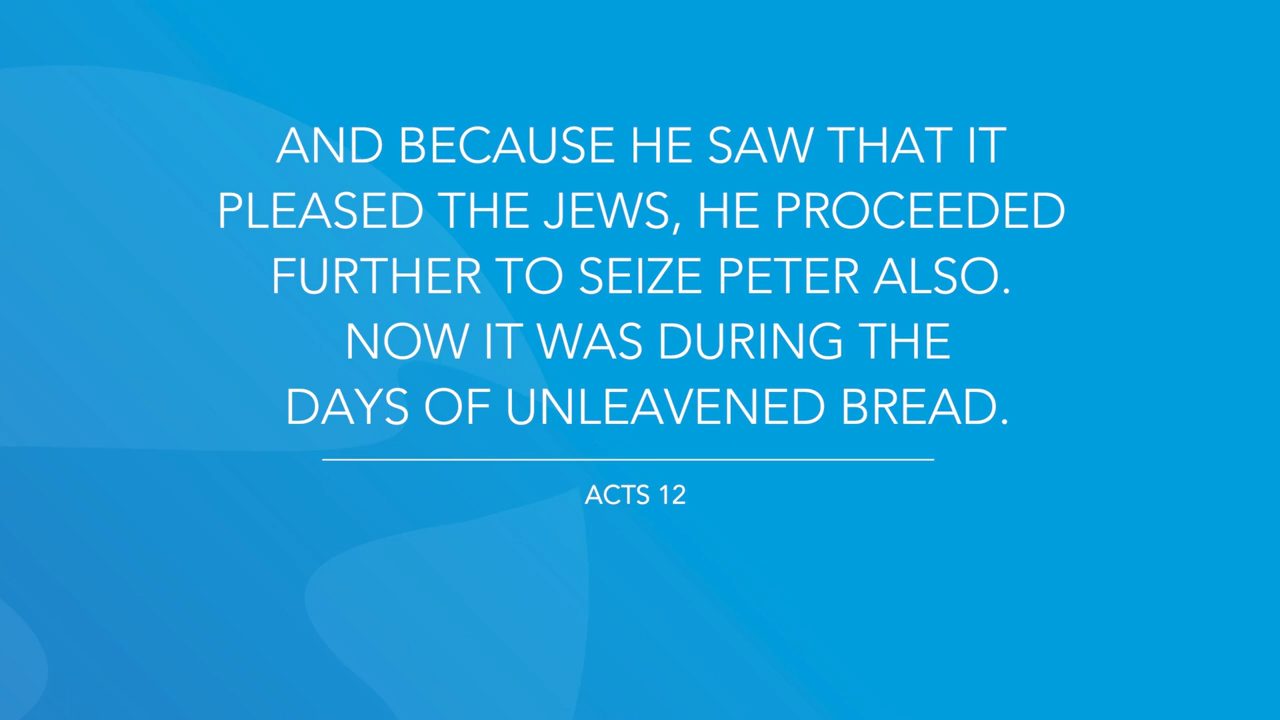 AND BECAUSE HE SAW THAT IT
PLEASED THE JEWS, HE PROCEEDED
FURTHER TO SEIZE PETER ALSO.
NOW IT WAS DURING THE
DAYS OF UNLEAVENED BREAD.
ACTS 12